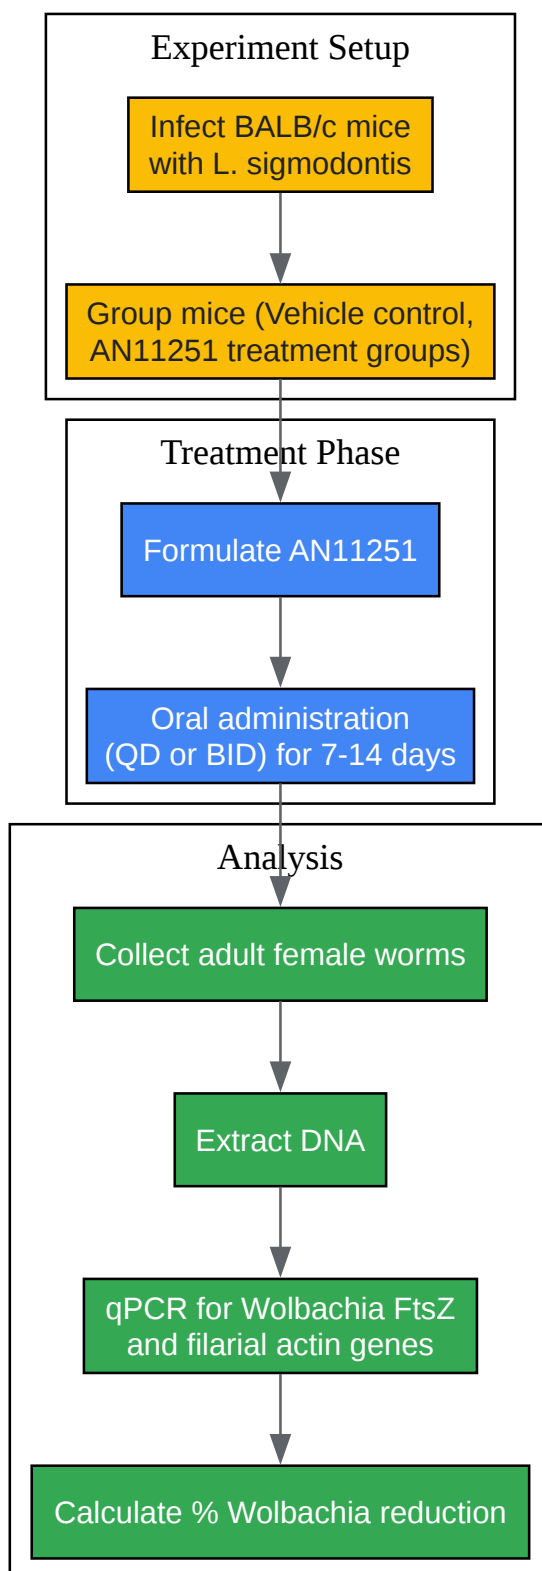 Experiment Setup
Infect BALB/c mice
with L. sigmodontis
Group mice (Vehicle control,
AN11251 treatment groups)
Treatment Phase
Formulate AN11251
Oral administration
(QD or BID) for 7-14 days
Analysis
Collect adult female worms
Extract DNA
qPCR for Wolbachia FtsZ
and filarial actin genes
Calculate % Wolbachia reduction